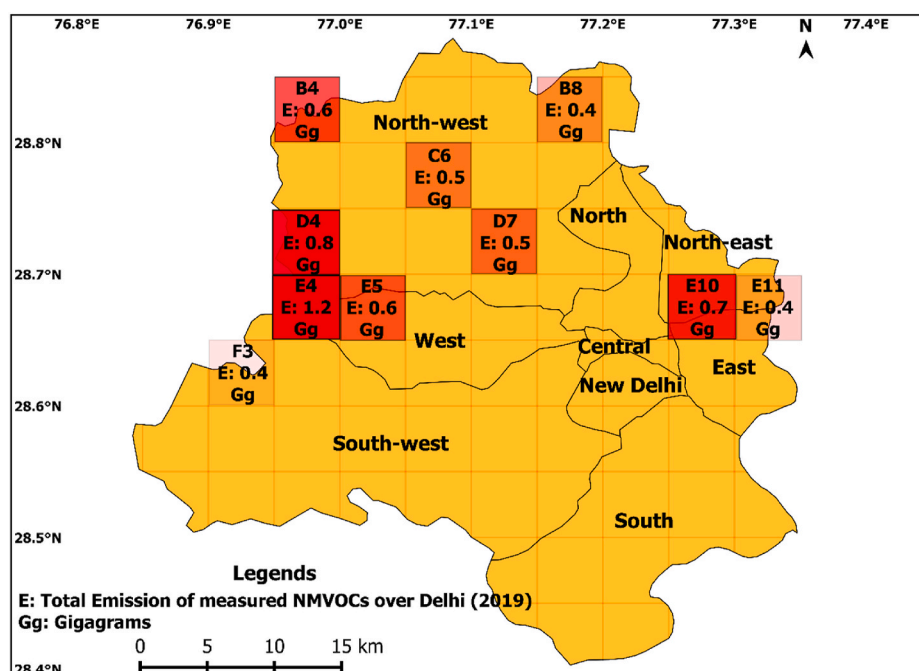 76.8°E 76.9°E 77.0°E 77.1°E 77.2°E 77.3°E 77.4°E
N
B4
E: 0.6
Gg
B8
E: 0.4
Gg
North-west
28.8°N
C6
E: 0.5
Gg
D4
E: 0.8
Gg
D7
E: 0.5
Gg
North
North-east
28.7°N
E4
E: 1.2
Gg
E5
E: 0.6
Gg
E10
E: 0.7
Gg
E11
E: 0.4
Gg
F3
E: 0.4
Gg
West
Central
East
New Delhi
28.6°N
South-west
South
28.5°N
Legends
E: Total Emission of measured NMVOCs over Delhi (2019)
Gg: Gigagrams
0 5 10 15 km
28.4°N